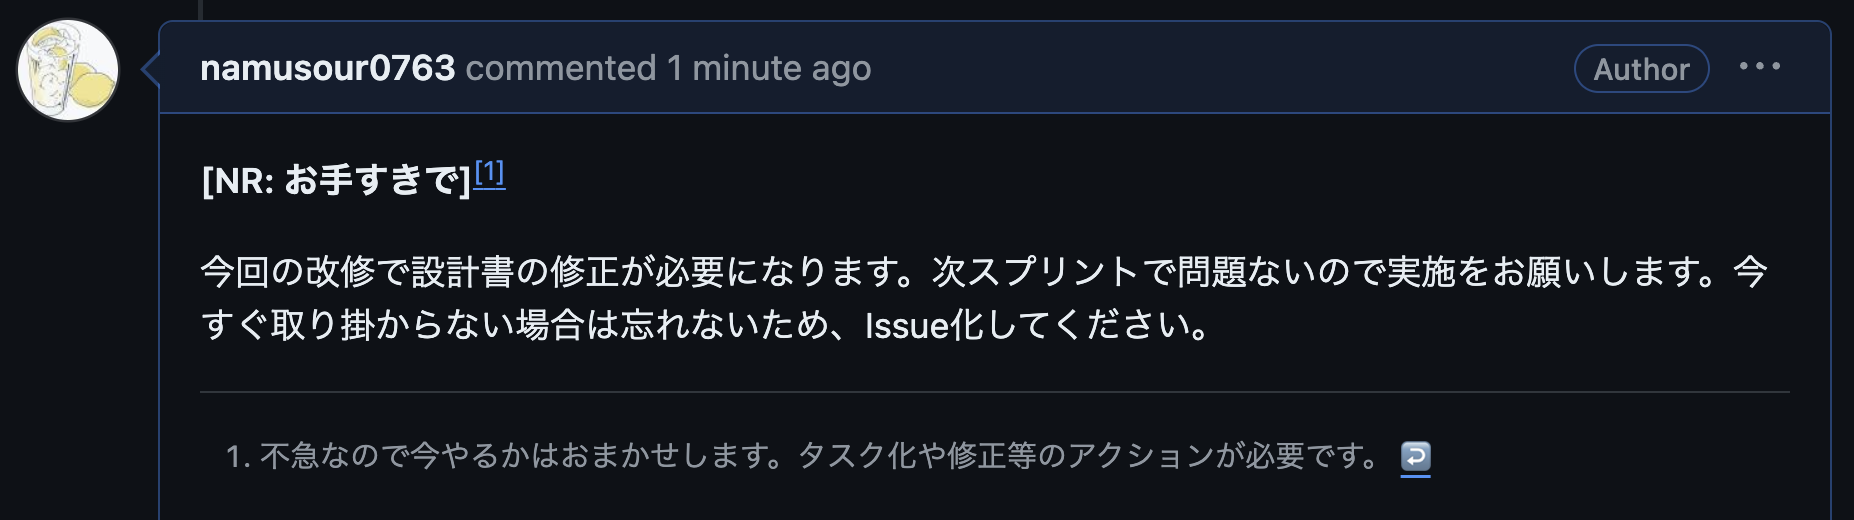 namusour0763 commented 1 minute ago
Author
[NR: お手すきで][1]
今回の改修で設計書の修正が必要になります。次スプリントで問題ないので実施をお願いします。今
すぐ取り掛からない場合は忘れないため、Issue化してください。
1. 不急なので今やるかはおまかせします。タスク化や修正等のアクションが必要です。